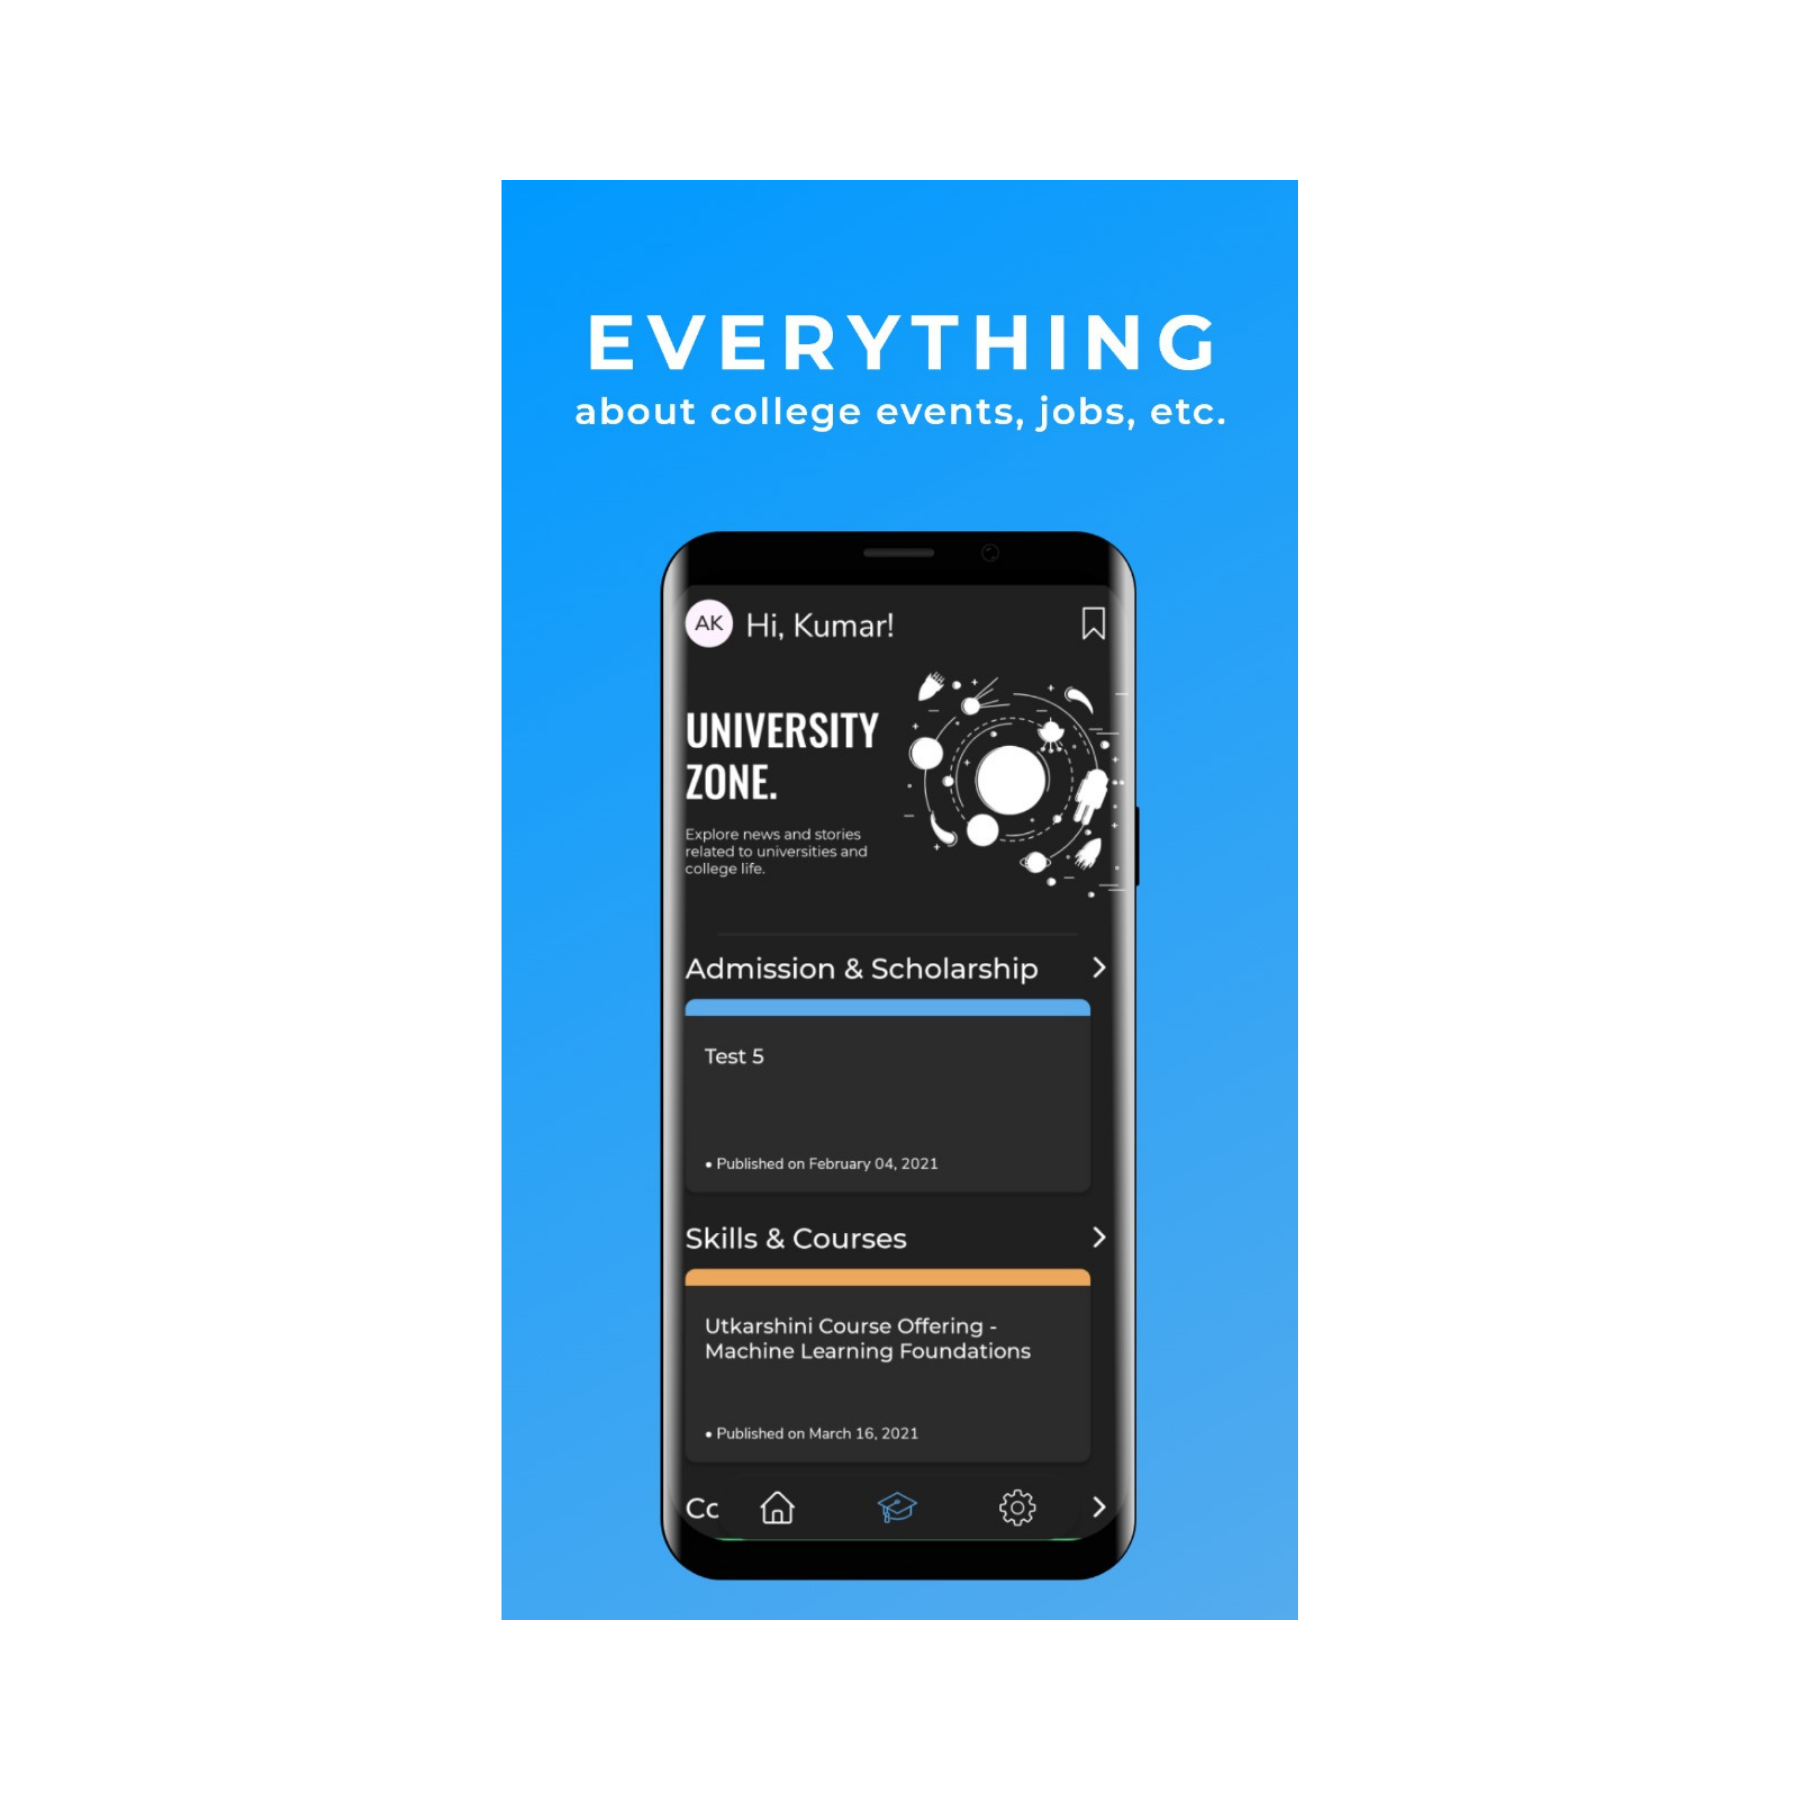 EVERYTHING
about college events, jobs, etc.
AK Hi, Kumar!
UNIVERSITY
ZONE.
Explore news and stories
related to universities and
college life.
Admission & Scholarship
Test 5
• Published on February 04, 2021
Skills & Courses
Utkarshini Course Offering -
Machine Learning Foundations
• Published on March 16, 2021
Co